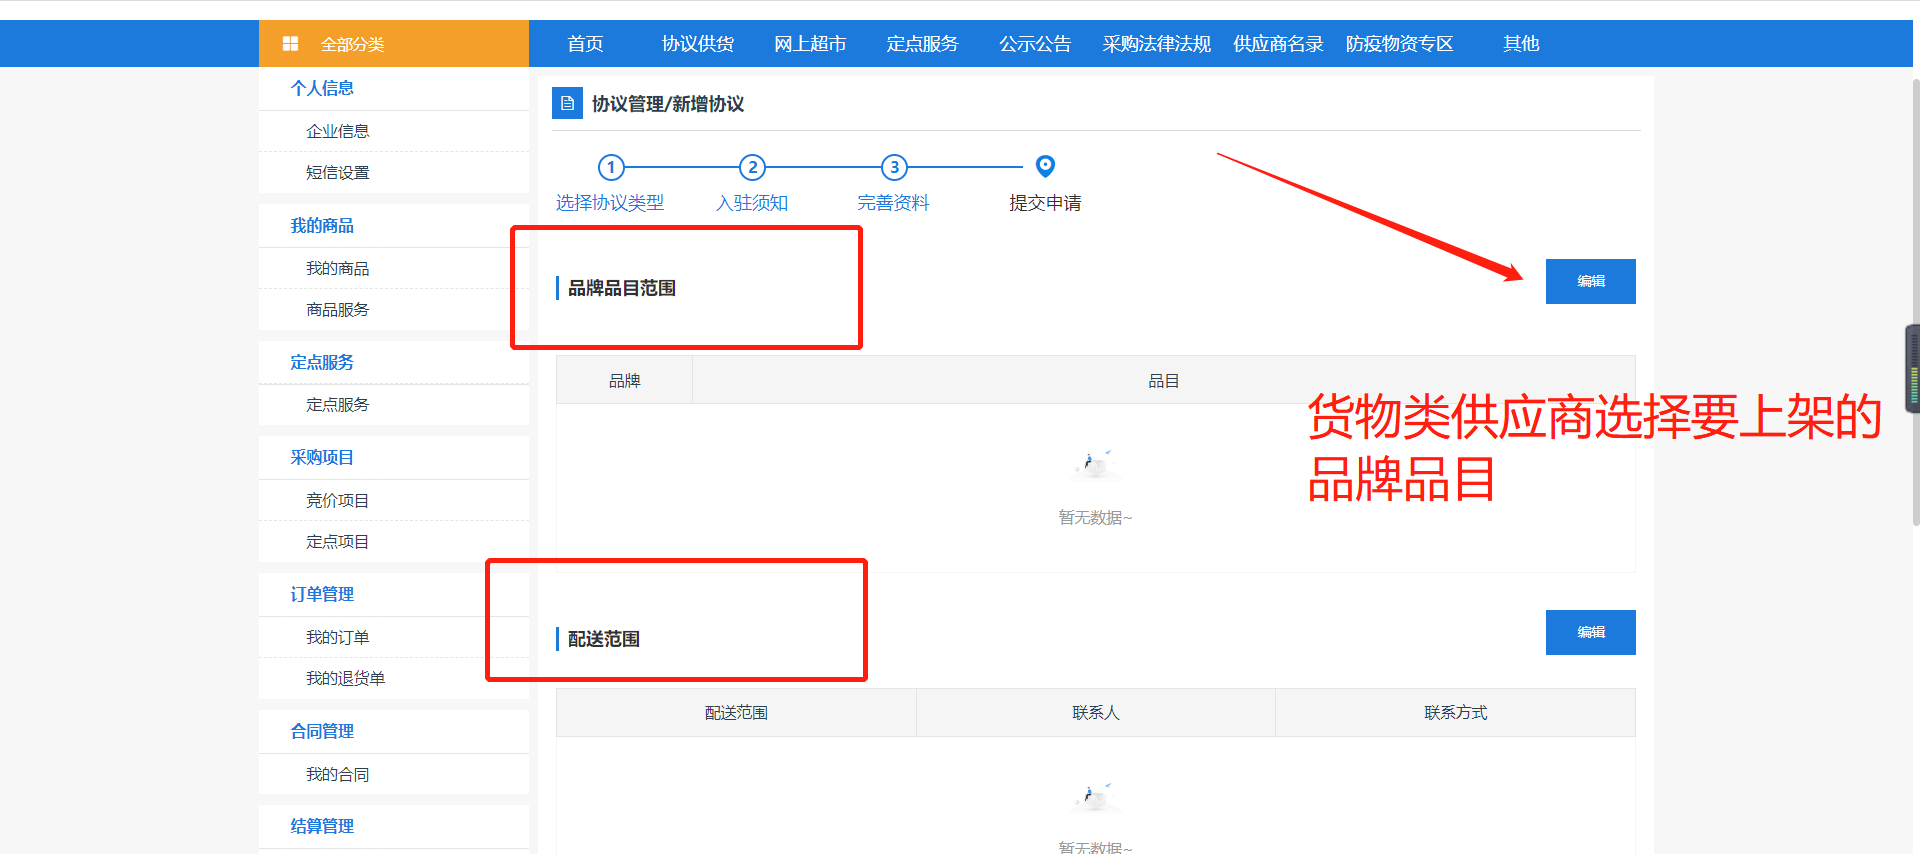 全部分类
首页 协议供货 网上超市 定点服务 公示公告 采购法律法规 供应商名录 防疫物资专区 其他
个人信息
企业信息
短信设置
我的商品
我的商品
商品服务
定点服务
定点服务
采购项目
竞价项目
定点项目
订单管理
我的订单
我的退货单
合同管理
我的合同
结算管理
协议管理/新增协议
1 2 3
选择协议类型 入驻须知 完善资料 提交申请
品牌品目范围
编辑
品牌 品目
货物类供应商选择要上架的
品牌品目
暂无数据~
配送范围
编辑
配送范围 联系人 联系方式
暂无数据~